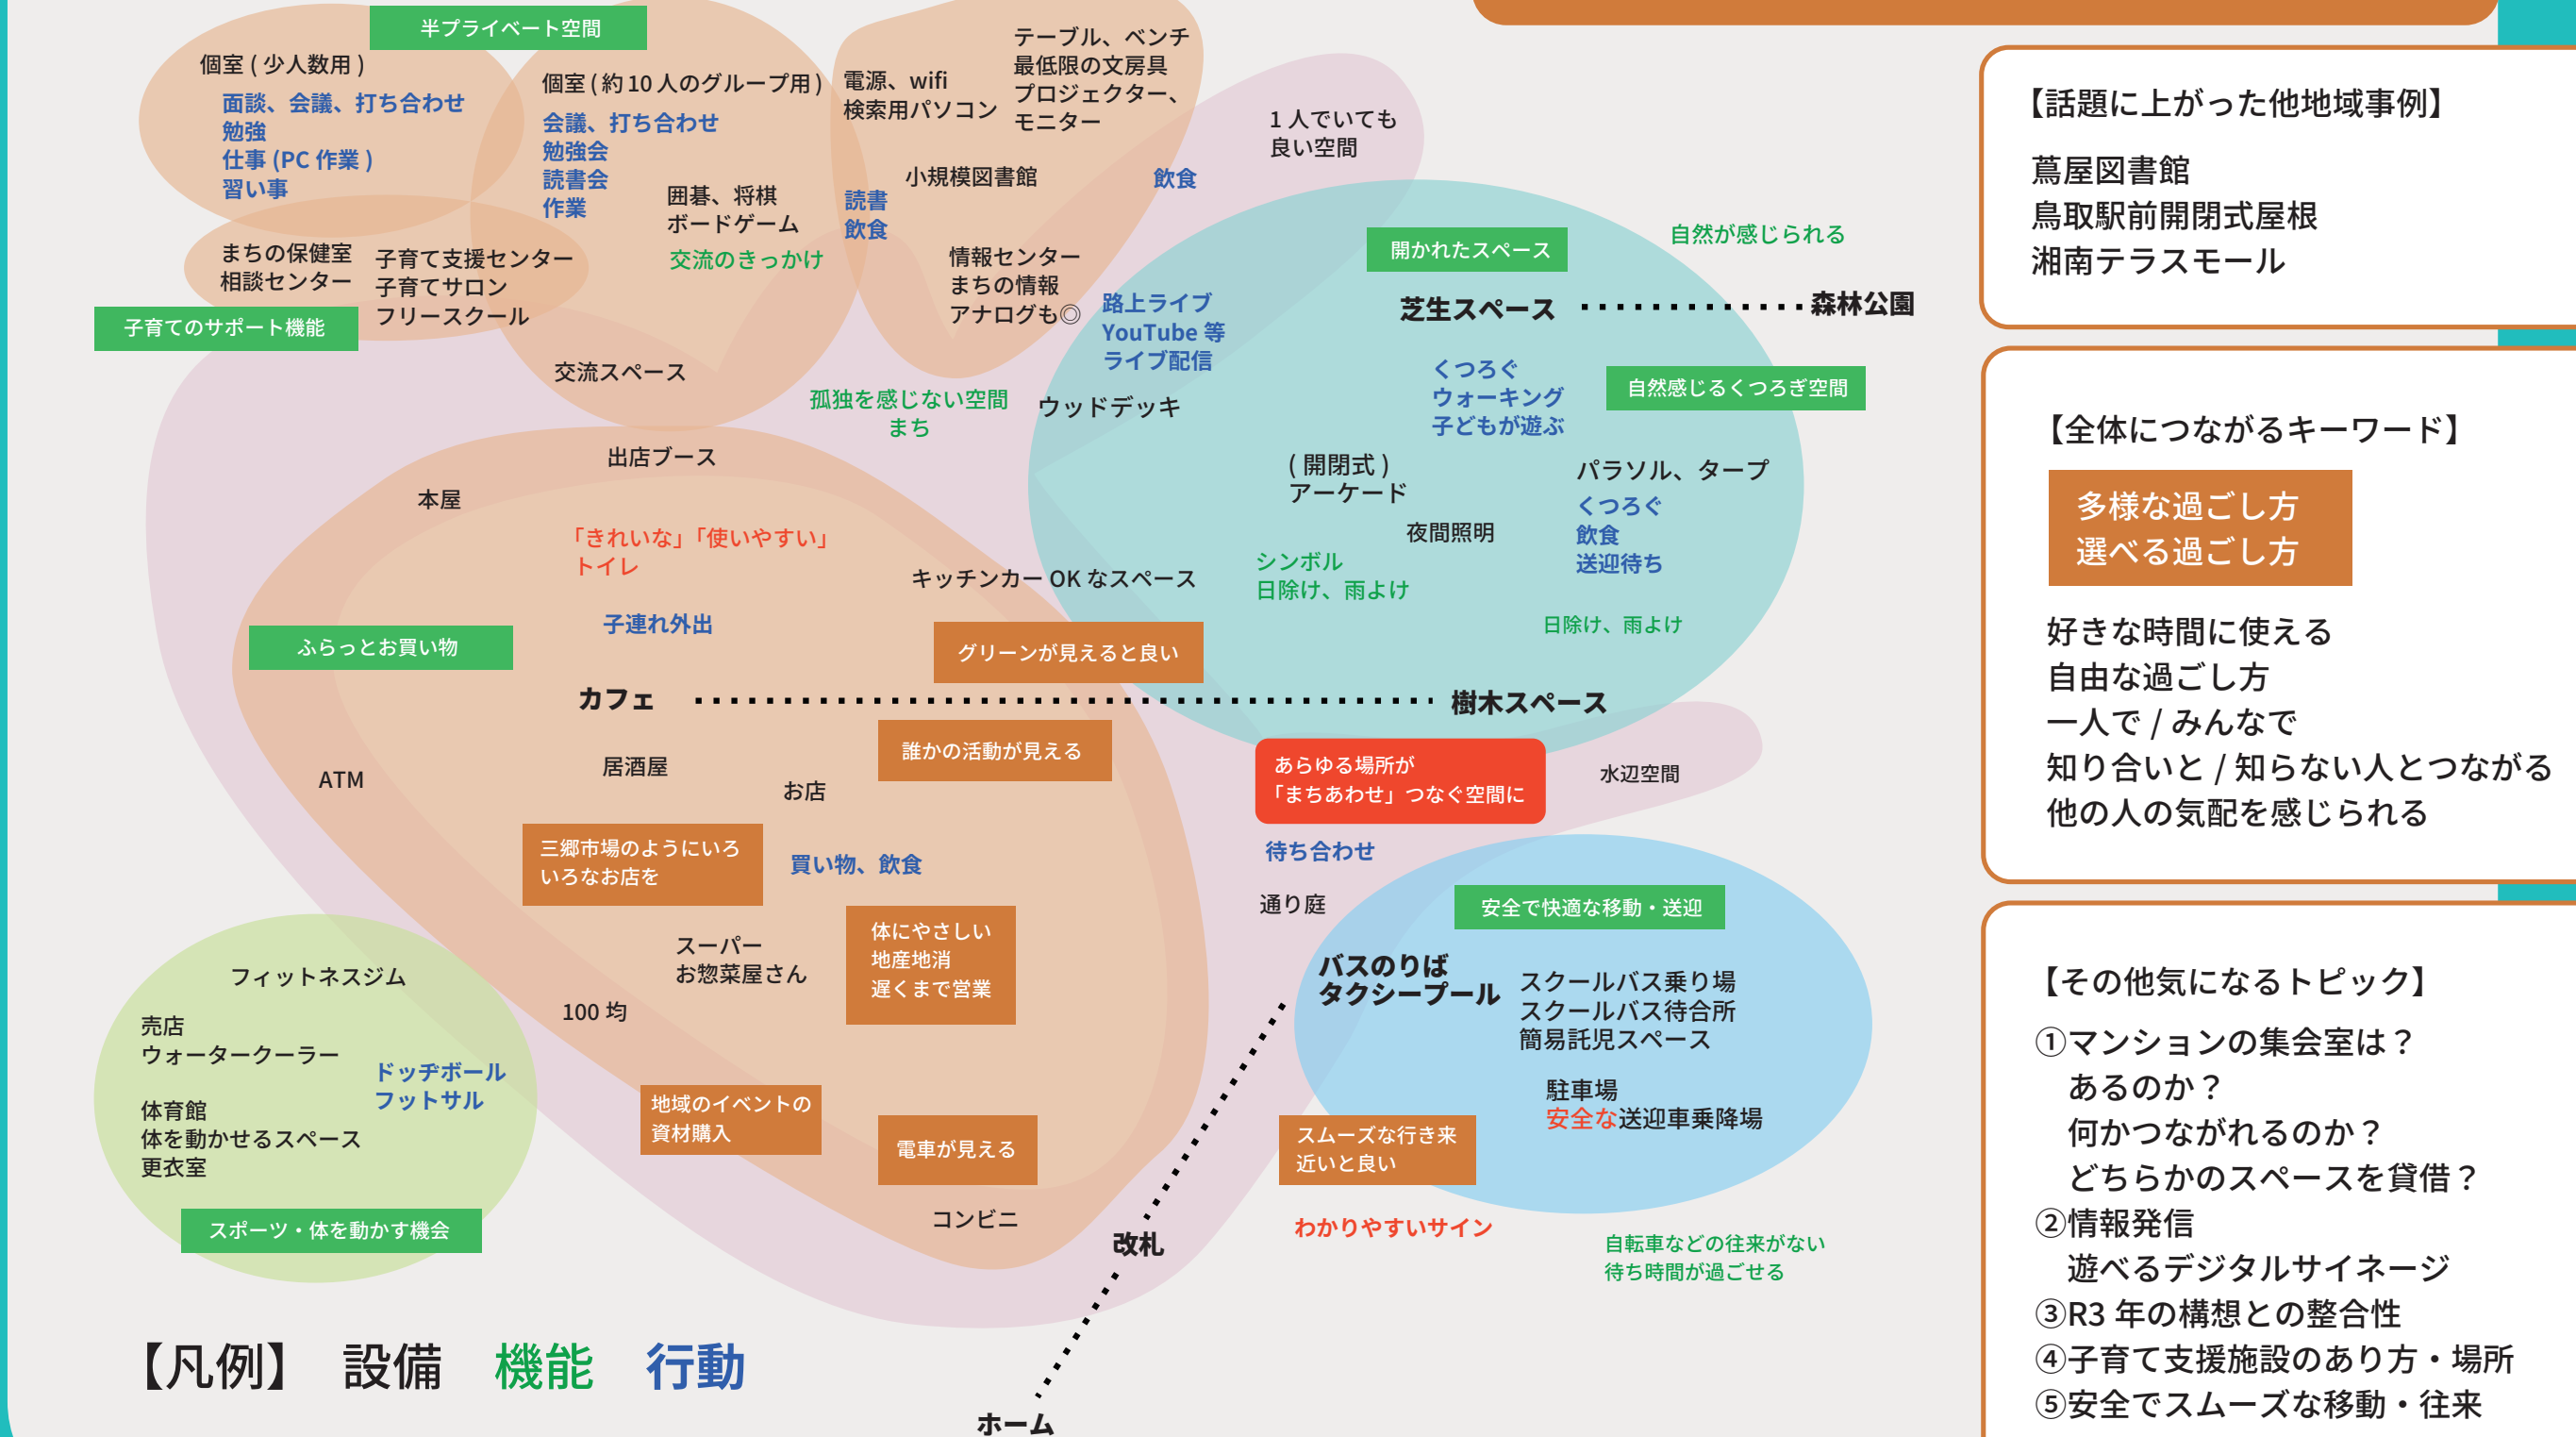 半プライベート空間
個室 ( 少人数用 )
面談、会議、打ち合わせ
勉強
仕事 (PC 作業 )
習い事
個室 ( 約 10 人のグループ用 )
会議、打ち合わせ
勉強会
読書会
作業
囲碁、将棋
ボードゲーム
交流のきっかけ
電源、wifi
検索用パソコン
テーブル、ベンチ
最低限の文房具
プロジェクター、
モニター
小規模図書館
読書
飲食
飲食
1 人でいても
良い空間
情報センター
まちの情報
アナログも◎
まちの保健室
相談センター
子育て支援センター
子育てサロン
フリースクール
子育てのサポート機能
交流スペース
孤独を感じない空間
まち
路上ライブ
YouTube 等
ライブ配信
ウッドデッキ
開かれたスペース
自然が感じられる
芝生スペース
森林公園
くつろぐ
ウォーキング
子どもが遊ぶ
自然感じるくつろぎ空間
( 開閉式 )
アーケード
夜間照明
シンボル
日除け、雨よけ
パラソル、タープ
くつろぐ
飲食
送迎待ち
日除け、雨よけ
出店ブース
本屋
「きれいな」「使いやすい」
トイレ
キッチンカー OK なスペース
子連れ外出
ふらっとお買い物
グリーンが見えると良い
カフェ
樹木スペース
誰かの活動が見える
居酒屋
お店
ATM
あらゆる場所が
「まちあわせ」つなぐ空間に
水辺空間
三郷市場のようにいろ
いろなお店を
買い物、飲食
待ち合わせ
通り庭
体にやさしい
地産地消
遅くまで営業
スーパー
お惣菜屋さん
100 均
安全で快適な移動・送迎
バスのりば
タクシープール
スクールバス乗り場
スクールバス待合所
簡易託児スペース
駐車場
安全な送迎車乗降場
フィットネスジム
売店
ウォータークーラー
ドッヂボール
フットサル
体育館
体を動かせるスペース
更衣室
スポーツ・体を動かす機会
地域のイベントの
資材購入
電車が見える
コンビニ
スムーズな行き来
近いと良い
わかりやすいサイン
自転車などの往来がない
待ち時間が過ごせる
改札
ホーム
【凡例】 設備 機能 行動
【話題に上がった他地域事例】
蔦屋図書館
鳥取駅前開閉式屋根
湘南テラスモール
【全体につながるキーワード】
多様な過ごし方
選べる過ごし方
好きな時間に使える
自由な過ごし方
一人で / みんなで
知り合いと / 知らない人とつながる
他の人の気配を感じられる
【その他気になるトピック】
①マンションの集会室は？
あるのか？
何かつながれるのか？
どちらかのスペースを貸借？
②情報発信
遊べるデジタルサイネージ
③R3 年の構想との整合性
④子育て支援施設のあり方・場所
⑤安全でスムーズな移動・往来